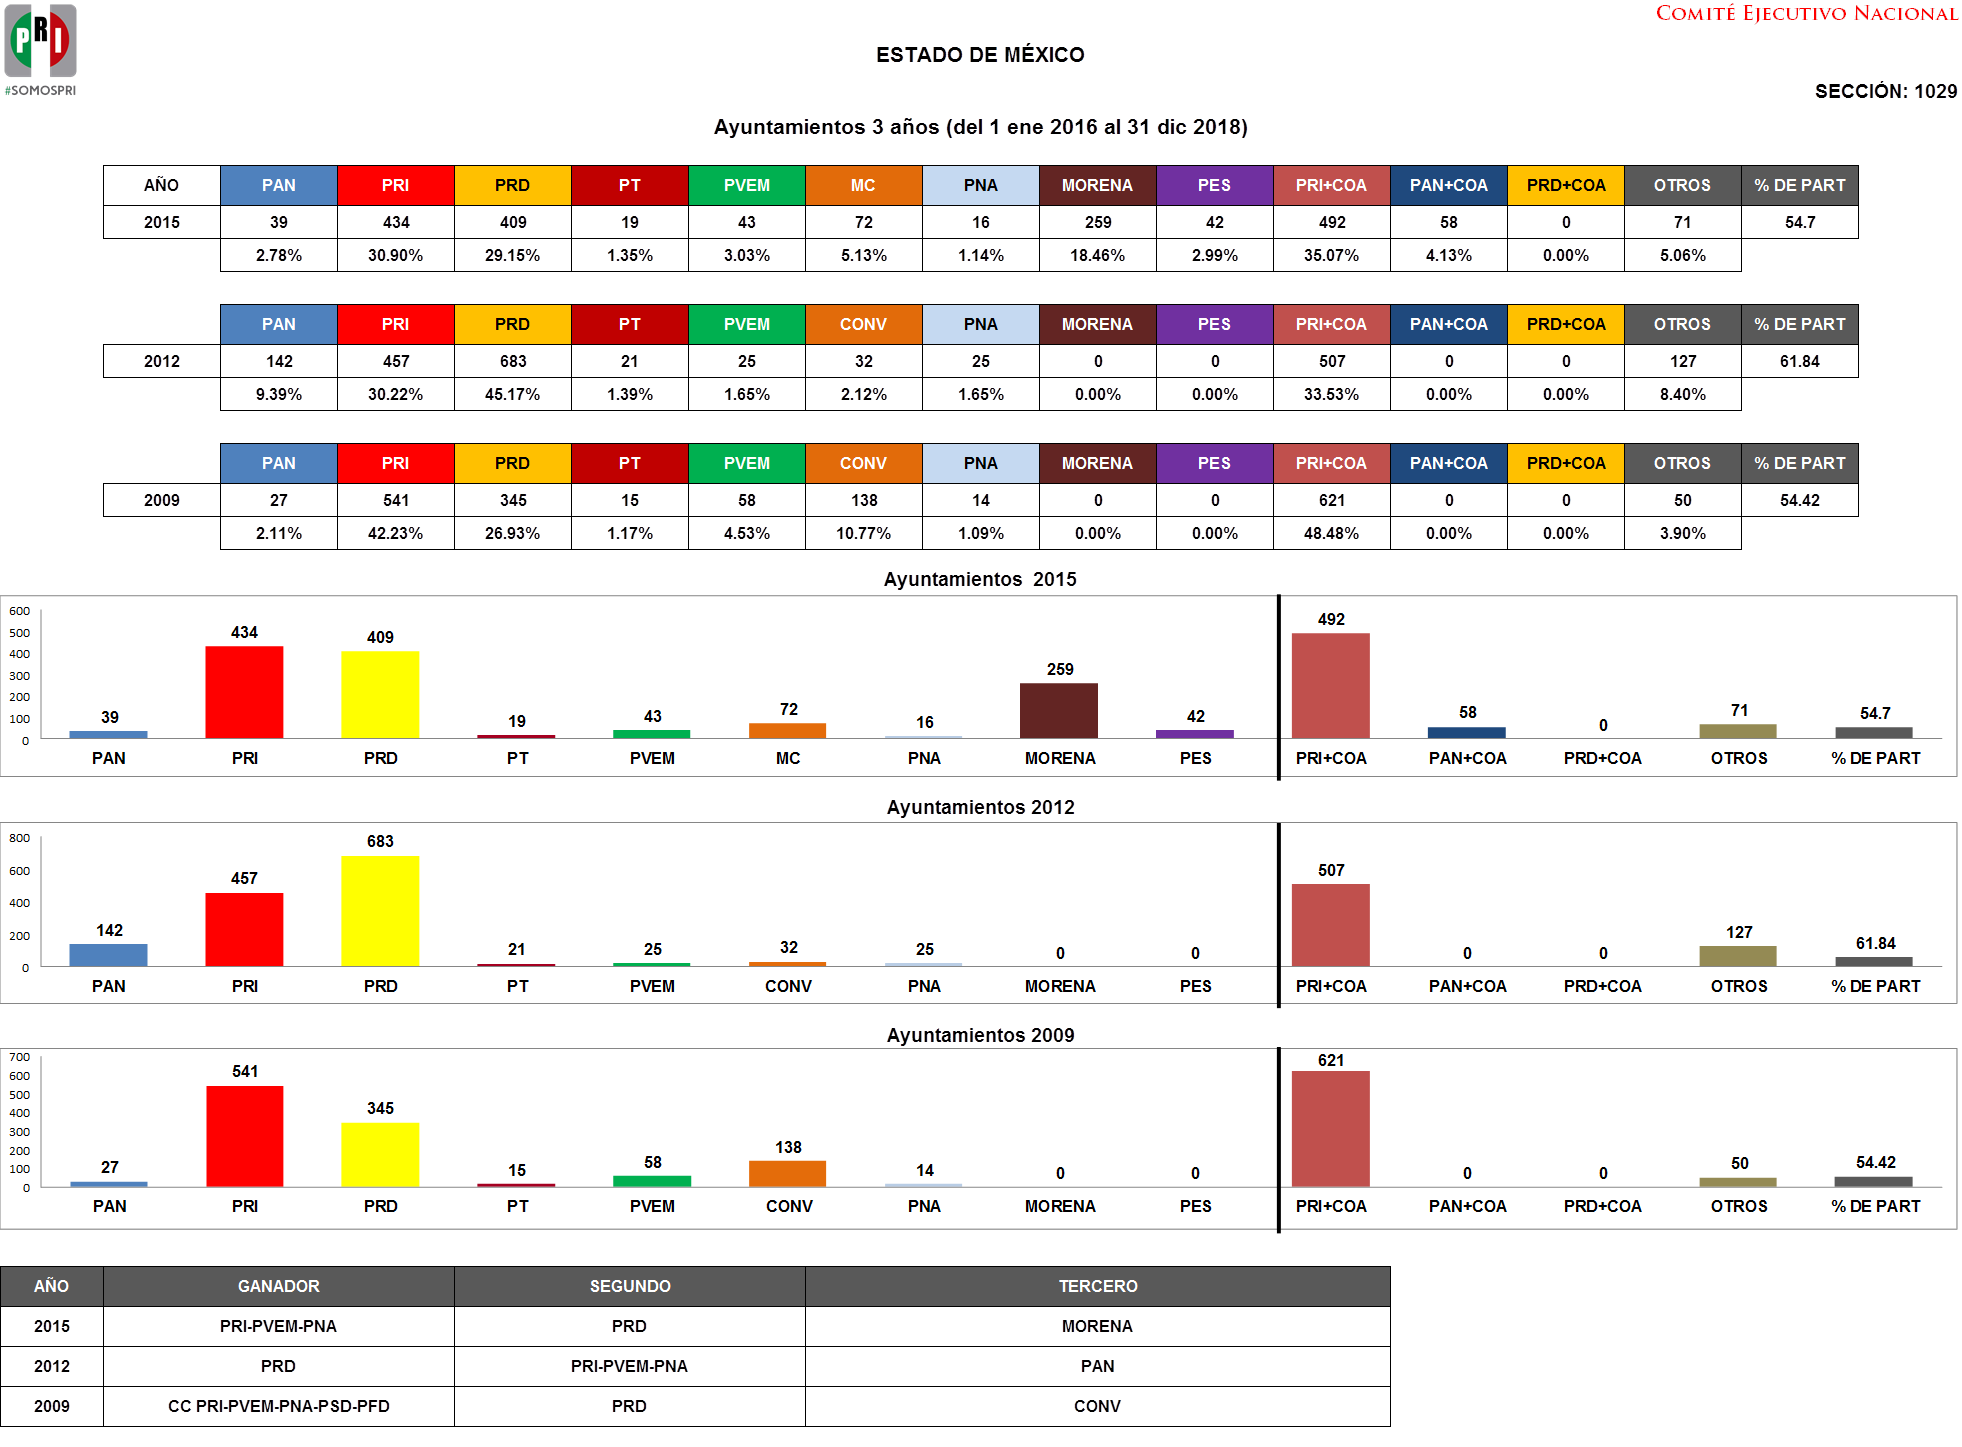 COMITÉ EJECUTIVO NACIONAL
PRI
#SOMOSPRI
ESTADO DE MÉXICO
SECCIÓN: 1029
Ayuntamientos 3 años (del 1 ene 2016 al 31 dic 2018)
AÑO PAN PRI PRD PT PVEM MC PNA MORENA PES PRI+COA PAN+COA PRD+COA OTROS % DE PART
2015 39 434 409 19 43 72 16 259 42 492 58 0 71 54.7
2.78% 30.90% 29.15% 1.35% 3.03% 5.13% 1.14% 18.46% 2.99% 35.07% 4.13% 0.00% 5.06%
PAN PRI PRD PT PVEM CONV PNA MORENA PES PRI+COA PAN+COA PRD+COA OTROS % DE PART
2012 142 457 683 21 25 32 25 0 0 507 0 0 127 61.84
9.39% 30.22% 45.17% 1.39% 1.65% 2.12% 1.65% 0.00% 0.00% 33.53% 0.00% 0.00% 8.40%
PAN PRI PRD PT PVEM CONV PNA MORENA PES PRI+COA PAN+COA PRD+COA OTROS % DE PART
2009 27 541 345 15 58 138 14 0 0 621 0 0 50 54.42
2.11% 42.23% 26.93% 1.17% 4.53% 10.77% 1.09% 0.00% 0.00% 48.48% 0.00% 0.00% 3.90%
Ayuntamientos 2015
600
500
400
300
200
100
0
39 434 409 19 43 72 16 259 42 492 58 0 71 54.7
PAN PRI PRD PT PVEM MC PNA MORENA PES PRI+COA PAN+COA PRD+COA OTROS % DE PART
Ayuntamientos 2012
800
600
400
200
0
142 457 683 21 25 32 25 0 0 507 0 0 127 61.84
PAN PRI PRD PT PVEM CONV PNA MORENA PES PRI+COA PAN+COA PRD+COA OTROS % DE PART
Ayuntamientos 2009
700
600
500
400
300
200
100
0
27 541 345 15 58 138 14 0 0 621 0 0 50 54.42
PAN PRI PRD PT PVEM CONV PNA MORENA PES PRI+COA PAN+COA PRD+COA OTROS % DE PART
AÑO GANADOR SEGUNDO TERCERO
2015 PRI-PVEM-PNA PRD MORENA
2012 PRD PRI-PVEM-PNA PAN
2009 CC PRI-PVEM-PNA-PSD-PFD PRD CONV